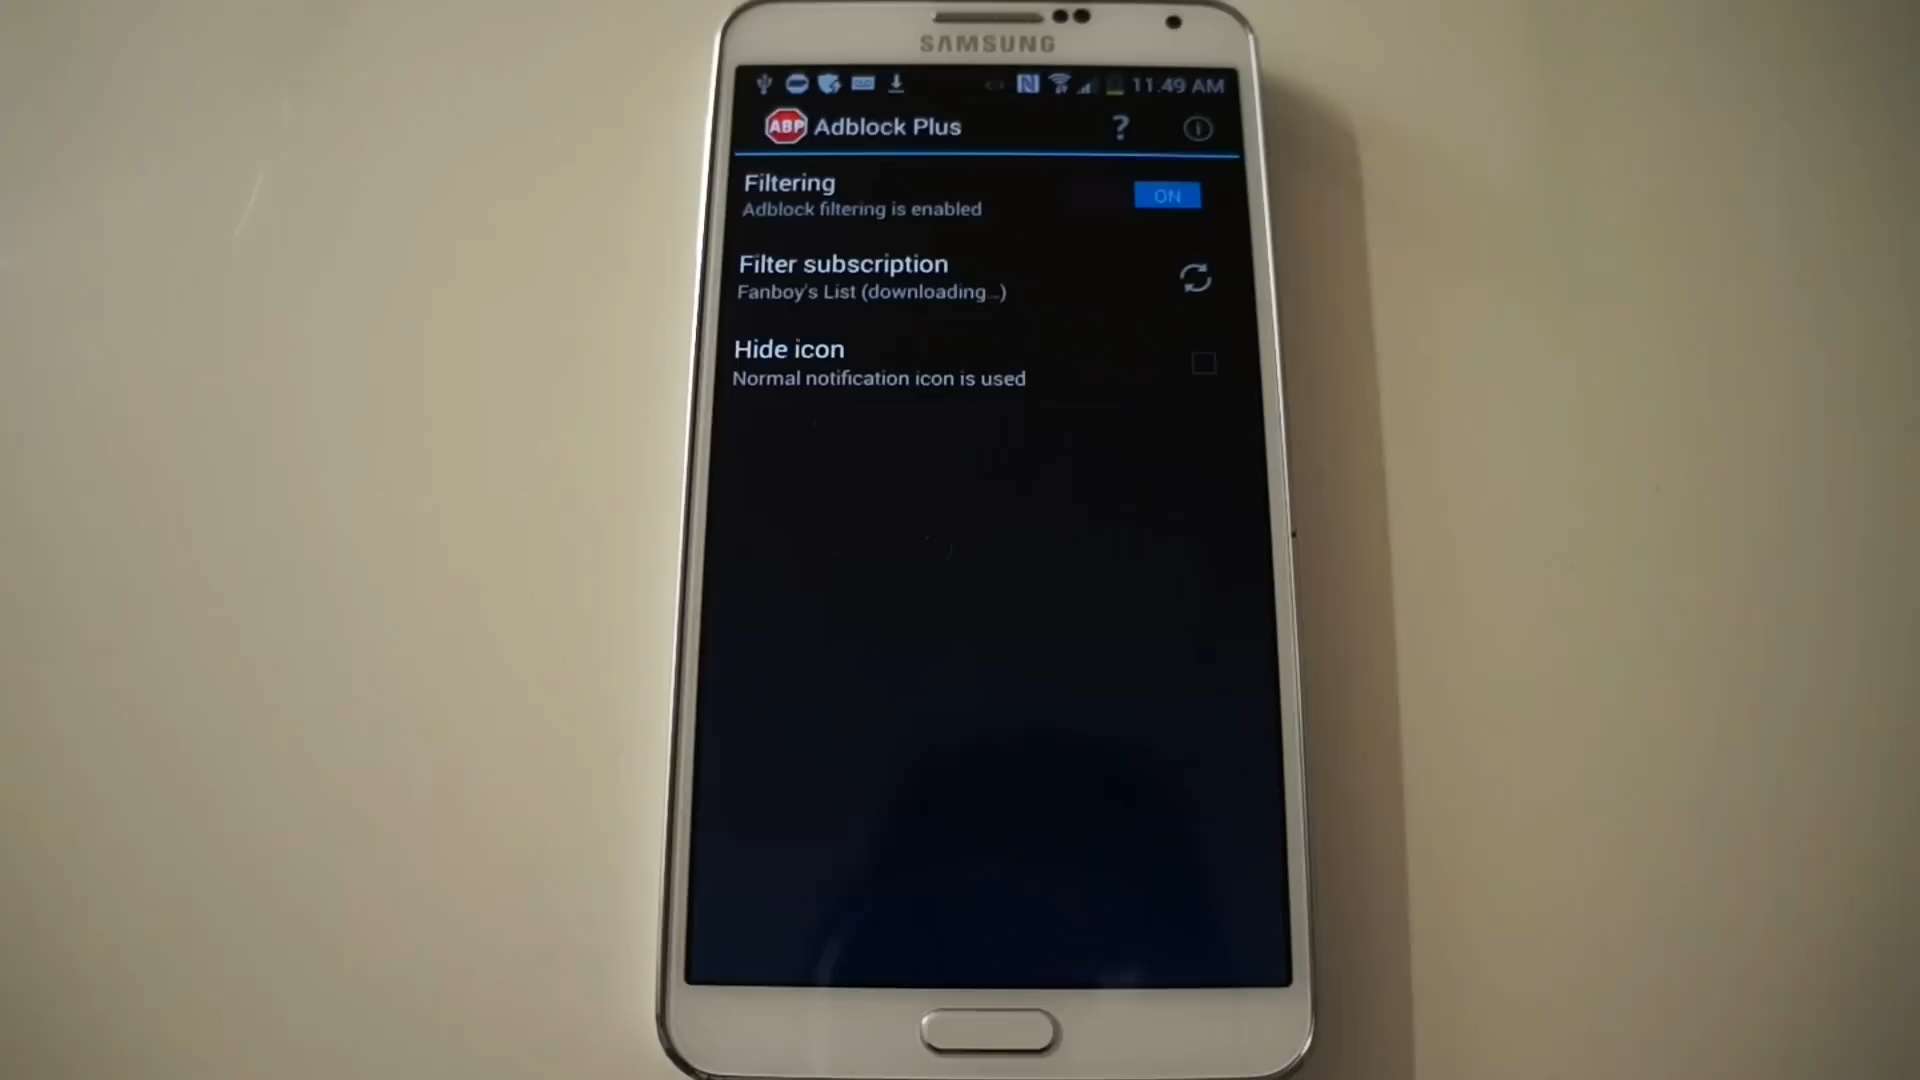 SAMSUNG
11:49 AM
ABP Adblock Plus ?
Filtering
ON
Adblock filtering is enabled
Filter subscription
Fanboy's List (downloading...)
Hide icon
Normal notification icon is used